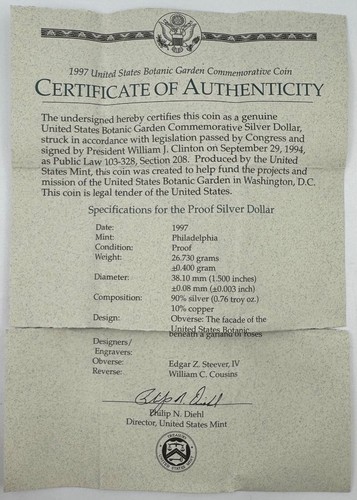 1997 United States Botanic Garden Commemorative Coin
CERTIFICATE OF AUTHENTICITY
The undersigned hereby certifies this coin as a genuine
United States Botanic Garden Commemorative Silver Dollar,
struck in accordance with legislation passed by Congress and
signed by President William J. Clinton on September 29, 1994,
as Public Law 103-328, Section 208. Produced by the United
States Mint, this coin was created to help fund the projects and
mission of the United States Botanic Garden in Washington, D.C.
This coin is legal tender of the United States.
Specifications for the Proof Silver Dollar
Date: 1997
Mint: Philadelphia
Condition: Proof
Weight: 26.730 grams
±0.400 gram
Diameter: 38.10 mm (1.500 inches)
±0.08 mm (±0.003 inch)
Composition: 90% silver (0.76 troy oz.)
10% copper
Design: Obverse: The facade of the
United States Botanic
beneath a garland of roses
Designers/
Engravers:
Obverse: Edgar Z. Steever, IV
Reverse: William C. Cousins
Philip N. Diehl
Philip N. Diehl
Director, United States Mint